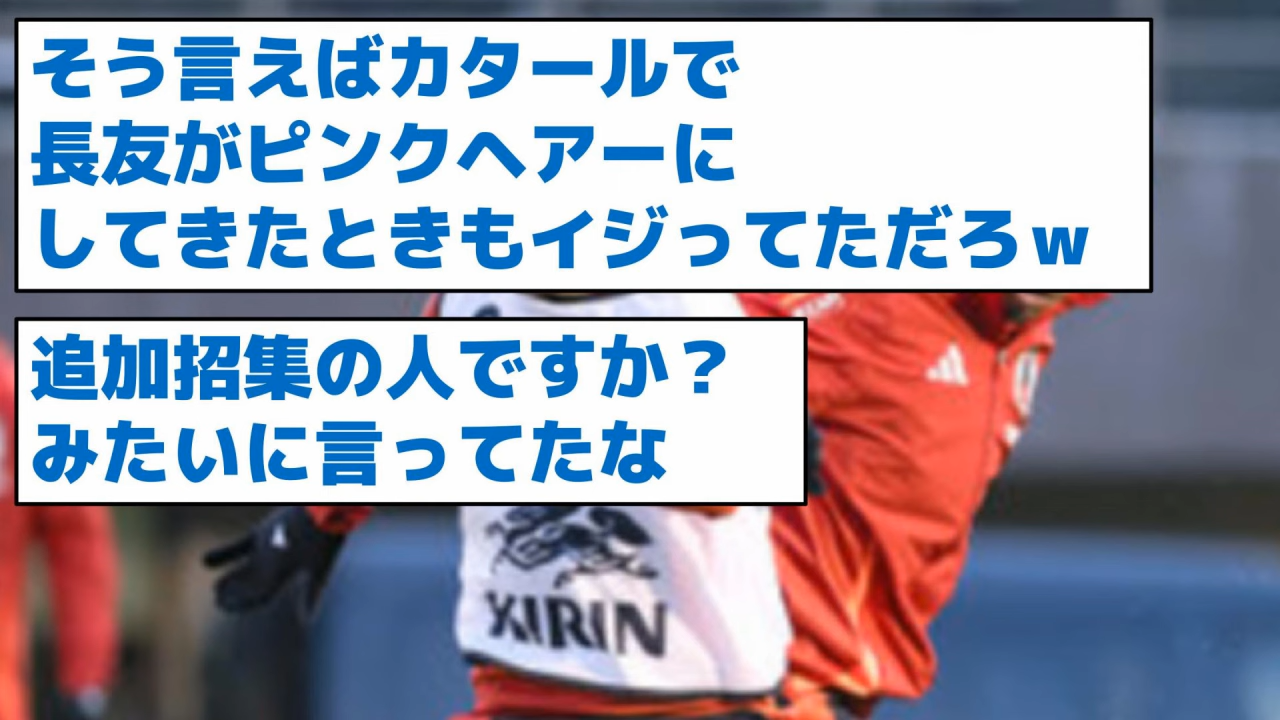 そう言えばカタールで
長友がピンクヘアーに
してきたときもイジってただろｗ
追加招集の人ですか？
みたいに言ってたな
KIRIN